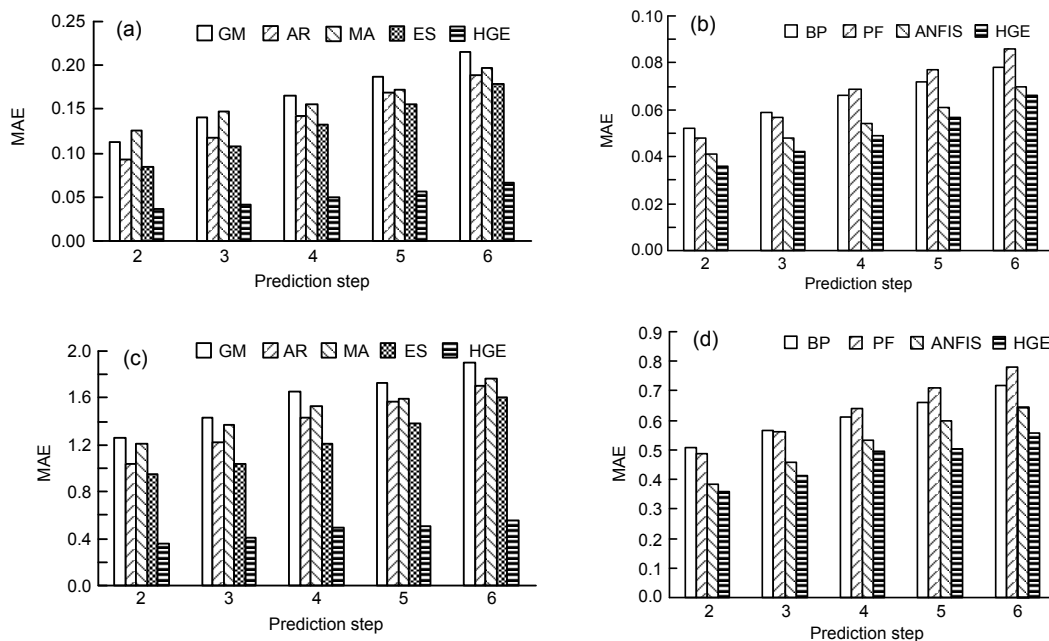 (a)
GM AR MA ES HGE
0.25
0.20
0.15
0.10
0.05
0.00
MAE
2 3 4 5 6
Prediction step
(b)
BP PF ANFIS HGE
0.10
0.08
0.06
0.04
0.02
0.00
MAE
2 3 4 5 6
Prediction step
(c)
GM AR MA ES HGE
2.0
1.6
1.2
0.8
0.4
0.0
MAE
2 3 4 5 6
Prediction step
(d)
BP PF ANFIS HGE
0.9
0.8
0.7
0.6
0.5
0.4
0.3
0.2
0.1
0.0
MAE
2 3 4 5 6
Prediction step